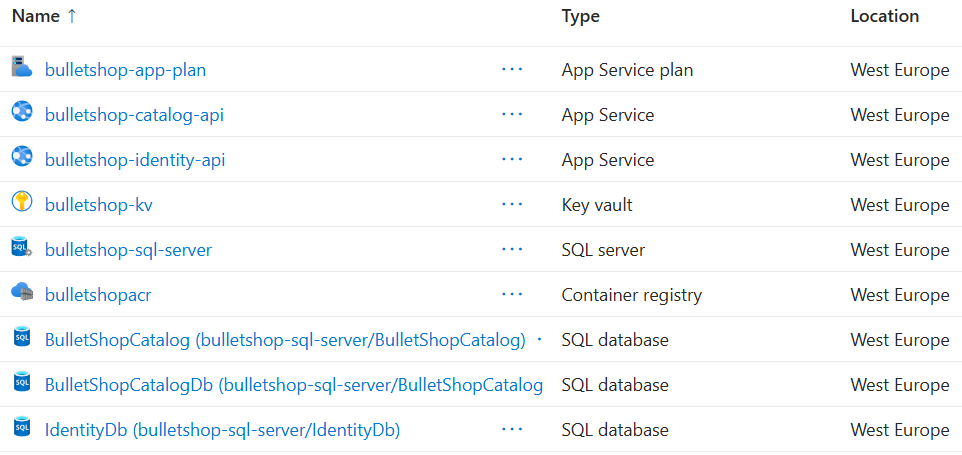 Name ↑ Type Location
bulletshop-app-plan ··· App Service plan West Europe
bulletshop-catalog-api ··· App Service West Europe
bulletshop-identity-api ··· App Service West Europe
bulletshop-kv ··· Key vault West Europe
bulletshop-sql-server ··· SQL server West Europe
bulletshopacr ··· Container registry West Europe
SQL BulletShopCatalog (bulletshop-sql-server/BulletShopCatalog) · SQL database West Europe
SQL BulletShopCatalogDb (bulletshop-sql-server/BulletShopCatalog SQL database West Europe
SQL IdentityDb (bulletshop-sql-server/IdentityDb) ··· SQL database West Europe